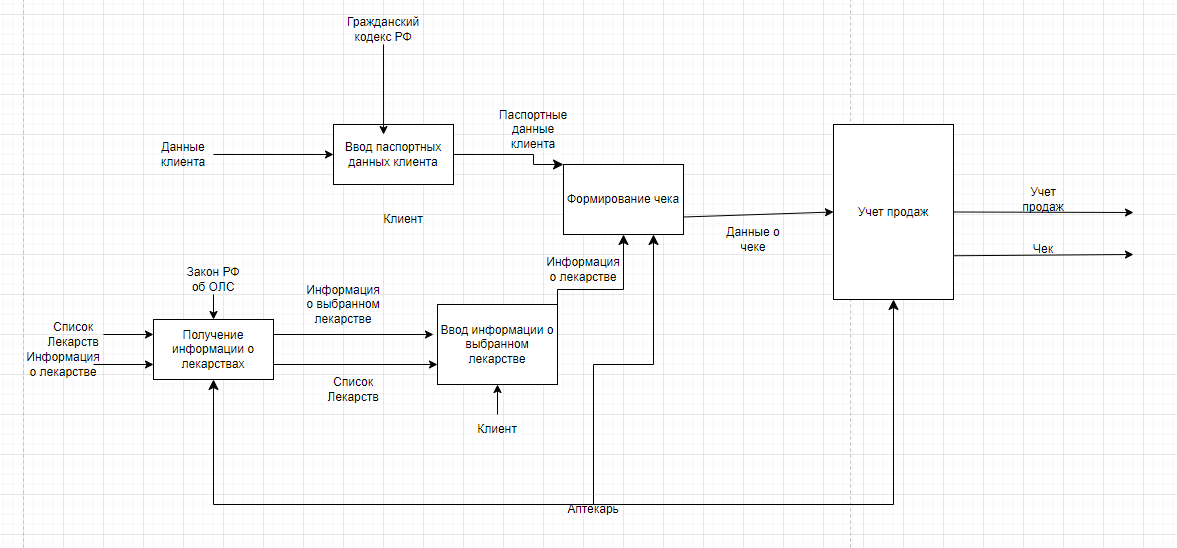 Гражданский
кодекс РФ
Паспортные
данные
клиента
Данные
клиента
Ввод паспортных
данных клиента
Формирование чека
Учет продаж
Учет
продаж
Клиент
Данные о
чеке
Чек
Информация
о лекарстве
Закон РФ
об ОЛС
Информация
о выбранном
лекарстве
Список
Лекарств
Информация
о лекарстве
Получение
информации о
лекарствах
Ввод информации о
выбранном
лекарстве
Список
Лекарств
Клиент
Аптекарь